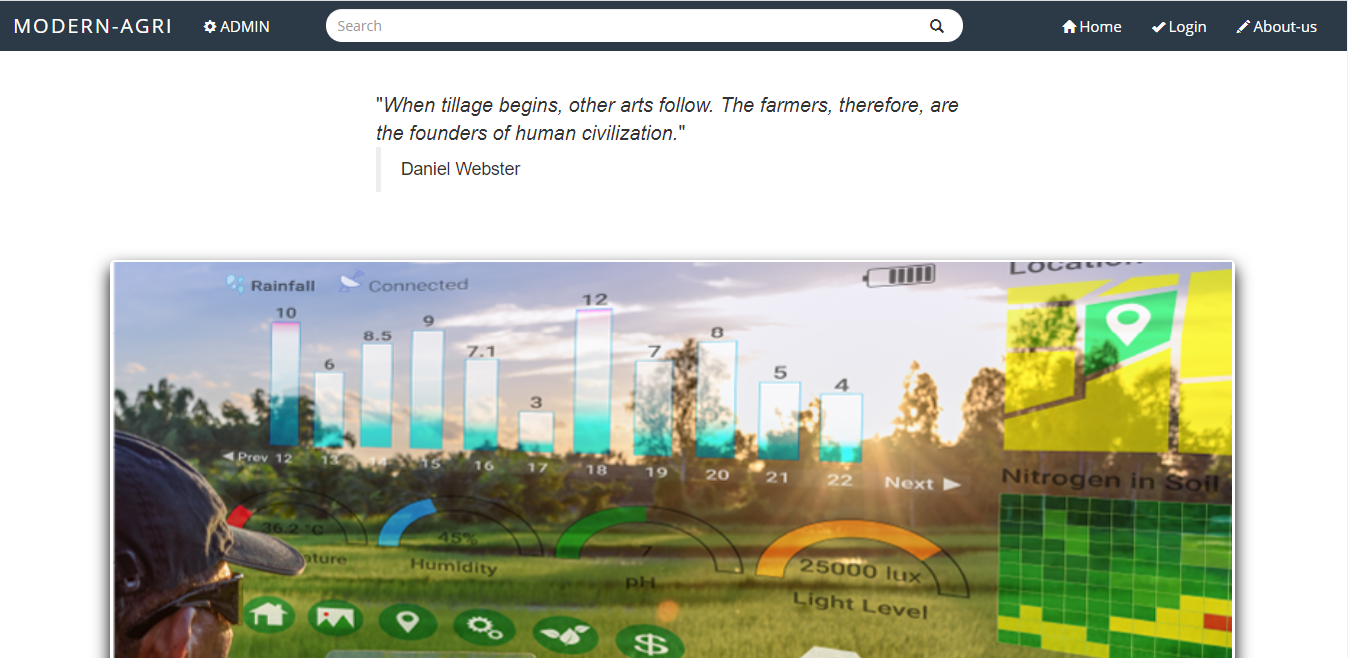 MODERN-AGRI ADMIN Search Home Login About-us
"When tillage begins, other arts follow. The farmers, therefore, are
the founders of human civilization."
Daniel Webster
Rainfall Connected
Location
10 6 8.5 9 7.1 3 12 7 8 5 4
Prev 12 13 14 15 16 17 18 19 20 21 22 Next
Nitrogen in Soil
36.2 °C 45% 7 25000 lux
ature Humidity pH Light Level
$